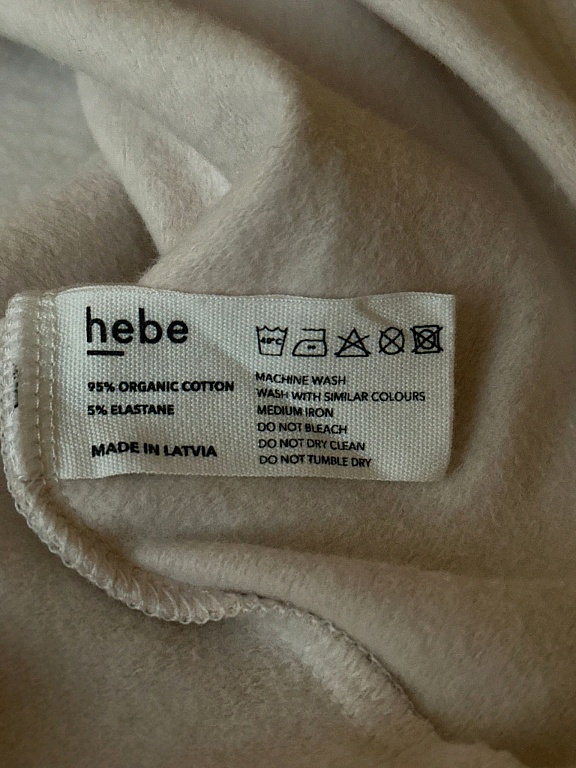 hebe
95% ORGANIC COTTON
5% ELASTANE
MADE IN LATVIA
40°C
MACHINE WASH
WASH WITH SIMILAR COLOURS
MEDIUM IRON
DO NOT BLEACH
DO NOT DRY CLEAN
DO NOT TUMBLE DRY